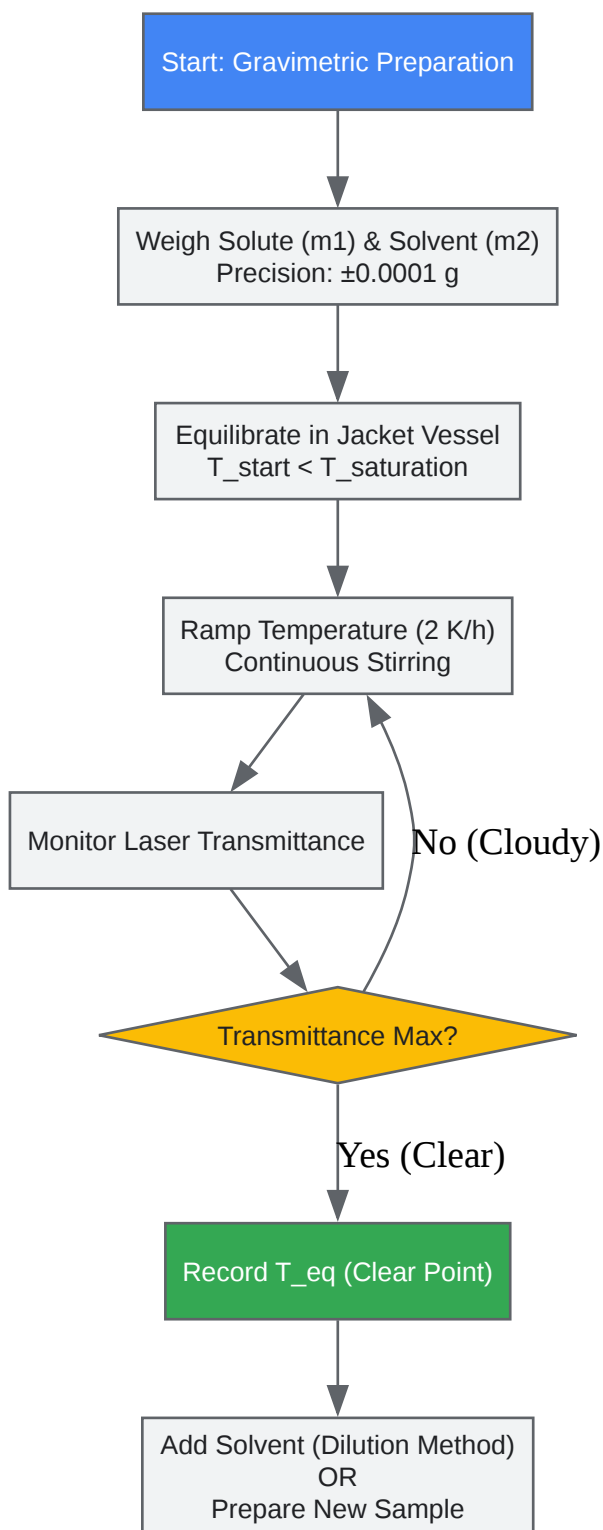 Start: Gravimetric Preparation
Weigh Solute (m1) & Solvent (m2)
Precision: ±0.0001 g
Equilibrate in Jacket Vessel
T_start < T_saturation
Ramp Temperature (2 K/h)
Continuous Stirring
Monitor Laser Transmittance
No (Cloudy)
Transmittance Max?
Yes (Clear)
Record T_eq (Clear Point)
Add Solvent (Dilution Method)
OR
Prepare New Sample